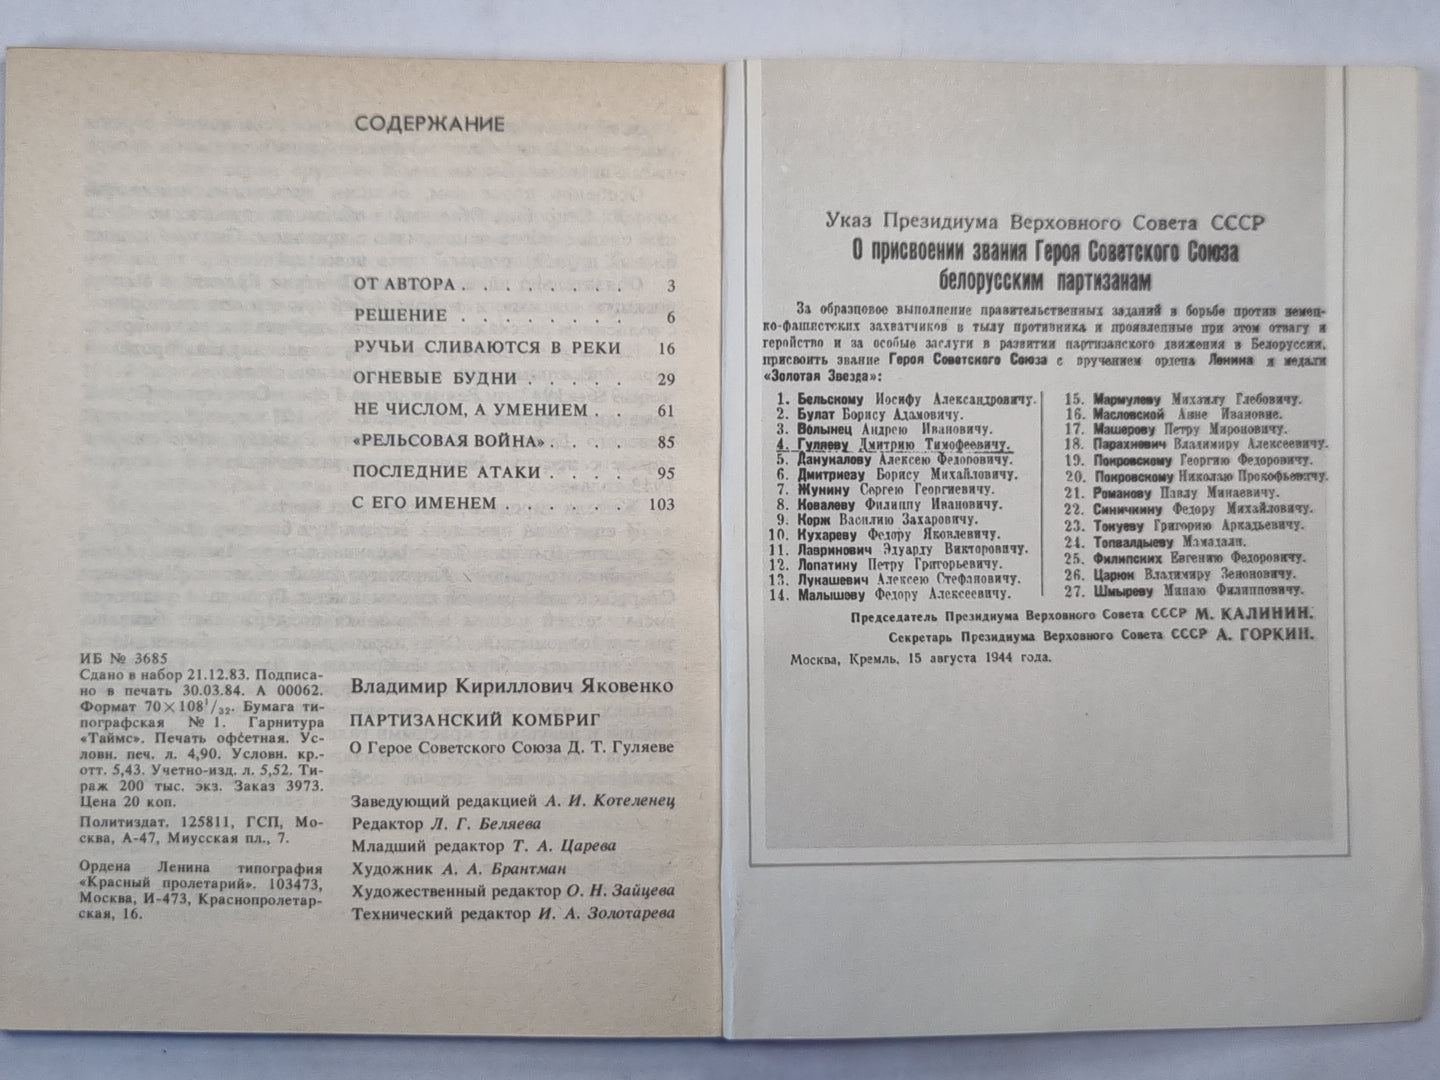 СОДЕРЖАНИЕ
ОТ АВТОРА . . . . . . . . . 3
РЕШЕНИЕ . . . . . . . . . 6
РУЧЬИ СЛИВАЮТСЯ В РЕКИ 16
ОГНЕВЫЕ БУДНИ . . . . . 29
НЕ ЧИСЛОМ, А УМЕНИЕМ . . 61
«РЕЛЬСОВАЯ ВОЙНА» . . . . 85
ПОСЛЕДНИЕ АТАКИ . . . . 95
С ЕГО ИМЕНЕМ . . . . . . 103
ИБ № 3685
Сдано в набор 21.12.83. Подписа-
но в печать 30.03.84. А 00062.
Формат 70×108¹/₃₂. Бумага ти-
пографская № 1. Гарнитура
«Таймс». Печать офсетная. Ус-
ловн. печ. л. 4,90. Условн. кр.-
отт. 5,43. Учетно-изд. л. 5,52. Ти-
раж 200 тыс. экз. Заказ 3973.
Цена 20 коп.
Политиздат. 125811, ГСП, Мо-
сква, А-47, Миусская пл., 7.
Ордена Ленина типография
«Красный пролетарий». 103473,
Москва, И-473, Краснопролетар-
ская, 16.
Владимир Кириллович Яковенко
ПАРТИЗАНСКИЙ КОМБРИГ
О Герое Советского Союза Д. Т. Гуляеве
Заведующий редакцией А. И. Котеленец
Редактор Л. Г. Беляева
Младший редактор Т. А. Царева
Художник А. А. Брантман
Художественный редактор О. Н. Зайцева
Технический редактор И. А. Золотарева
Указ Президиума Верховного Совета СССР
О присвоении звания Героя Советского Союза
белорусским партизанам
За образцовое выполнение правительственных заданий в борьбе против немец-
ко-фашистских захватчиков в тылу противника и проявленные при этом отвагу и
геройство и за особые заслуги в развитии партизанского движения в Белоруссии,
присвоить звание Героя Советского Союза с вручением ордена Ленина и медали
«Золотая Звезда»:
1. Бельскому Иосифу Александровичу.
2. Булат Борису Адамовичу.
3. Волынец Андрею Ивановичу.
4. Гуляеву Дмитрию Тимофеевичу.
5. Данукалову Алексею Федоровичу.
6. Дмитриеву Борису Михайловичу.
7. Жунину Сергею Георгиевичу.
8. Ковалеву Филиппу Ивановичу.
9. Корж Василию Захаровичу.
10. Кухареву Федору Яковлевичу.
11. Лавринович Эдуарду Викторовичу.
12. Лопатину Петру Григорьевичу.
13. Лукашевич Алексею Стефановичу.
14. Малышеву Федору Алексеевичу.
15. Мармулеву Михаилу Глебовичу.
16. Масловской Анне Ивановне.
17. Машерову Петру Мироновичу.
18. Парахневич Владимиру Алексеевичу.
19. Покровскому Георгию Федоровичу.
20. Покровскому Николаю Прокофьевичу.
21. Романову Павлу Минаевичу.
22. Синичкину Федору Михайловичу.
23. Токуеву Григорию Аркадьевичу.
24. Топвалдыеву Мамадали.
25. Филипских Евгению Федоровичу.
26. Царюк Владимиру Зеноновичу.
27. Шмыреву Минаю Филипповичу.
Председатель Президиума Верховного Совета СССР М. КАЛИНИН.
Секретарь Президиума Верховного Совета СССР А. ГОРКИН.
Москва, Кремль, 15 августа 1944 года.